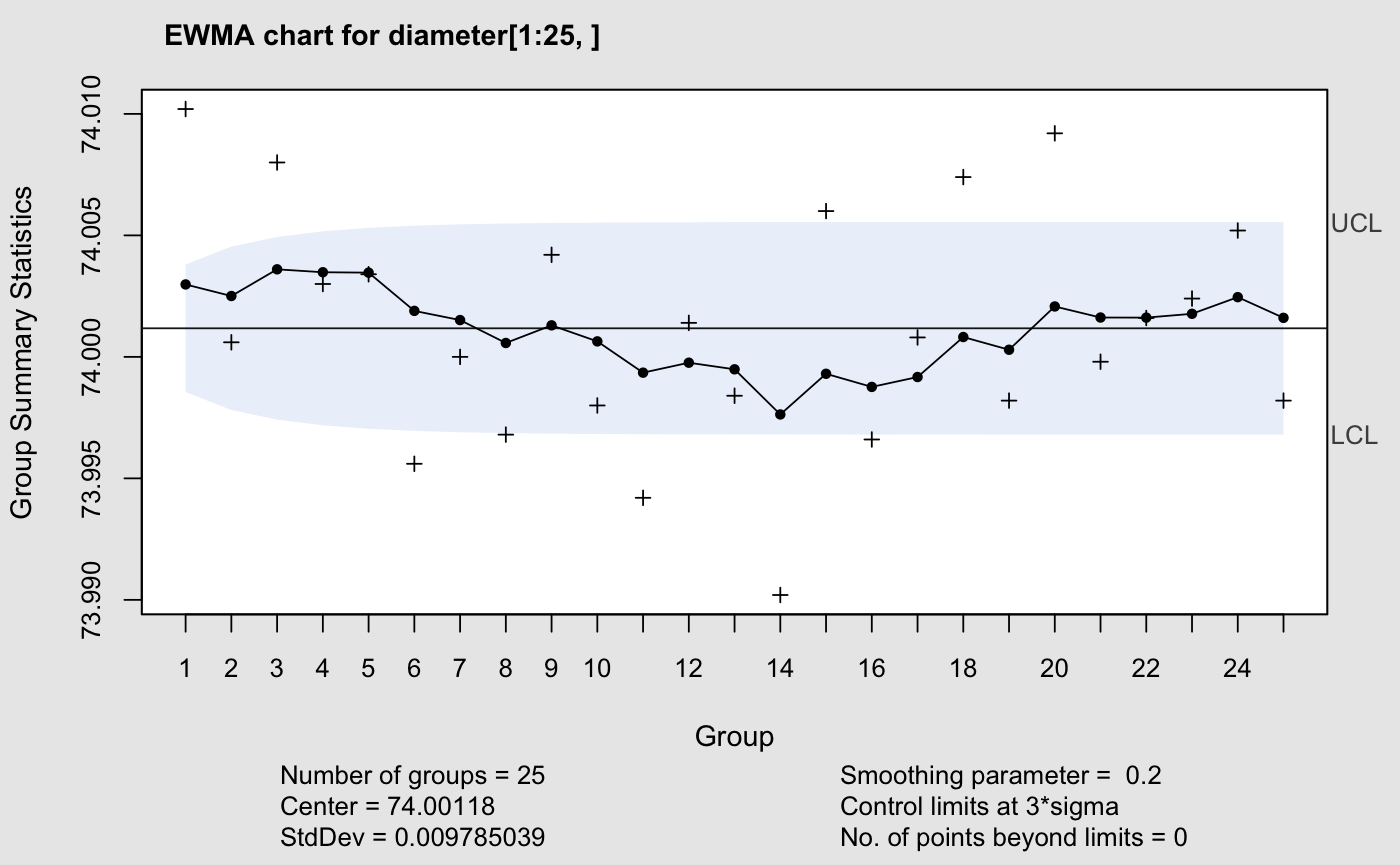 EWMA chart for diameter[1:25, ]
Group Summary Statistics
74.010
74.005
74.000
73.995
73.990
UCL
LCL
1 2 3 4 5 6 7 8 9 10 12 14 16 18 20 22 24
Group
Number of groups = 25
Center = 74.00118
StdDev = 0.009785039
Smoothing parameter =  0.2
Control limits at 3*sigma
No. of points beyond limits = 0